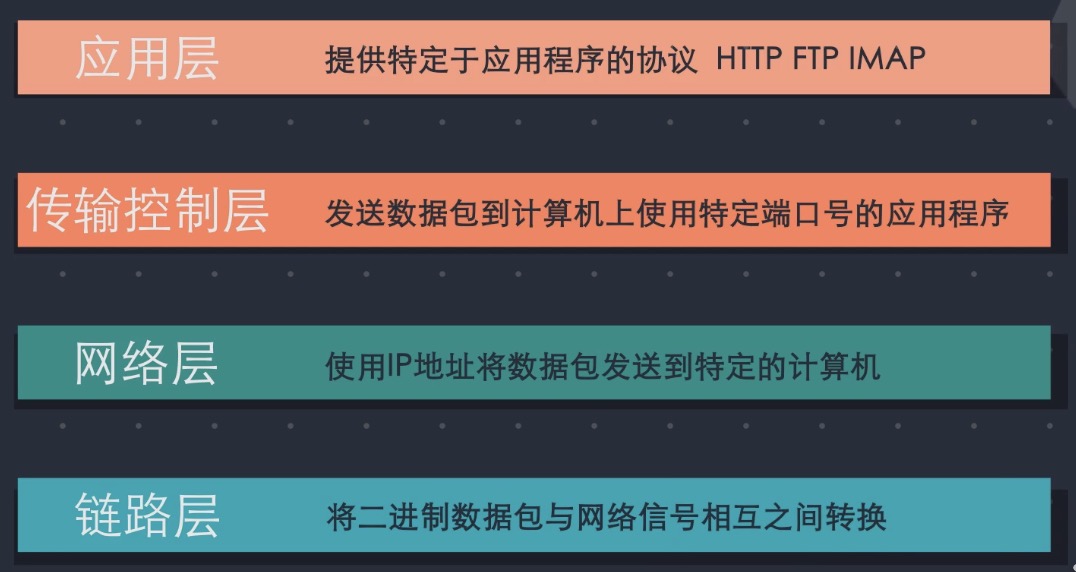 应用层 提供特定于应用程序的协议 HTTP FTP IMAP
传输控制层 发送数据包到计算机上使用特定端口号的应用程序
网络层 使用IP地址将数据包发送到特定的计算机
链路层 将二进制数据包与网络信号相互之间转换